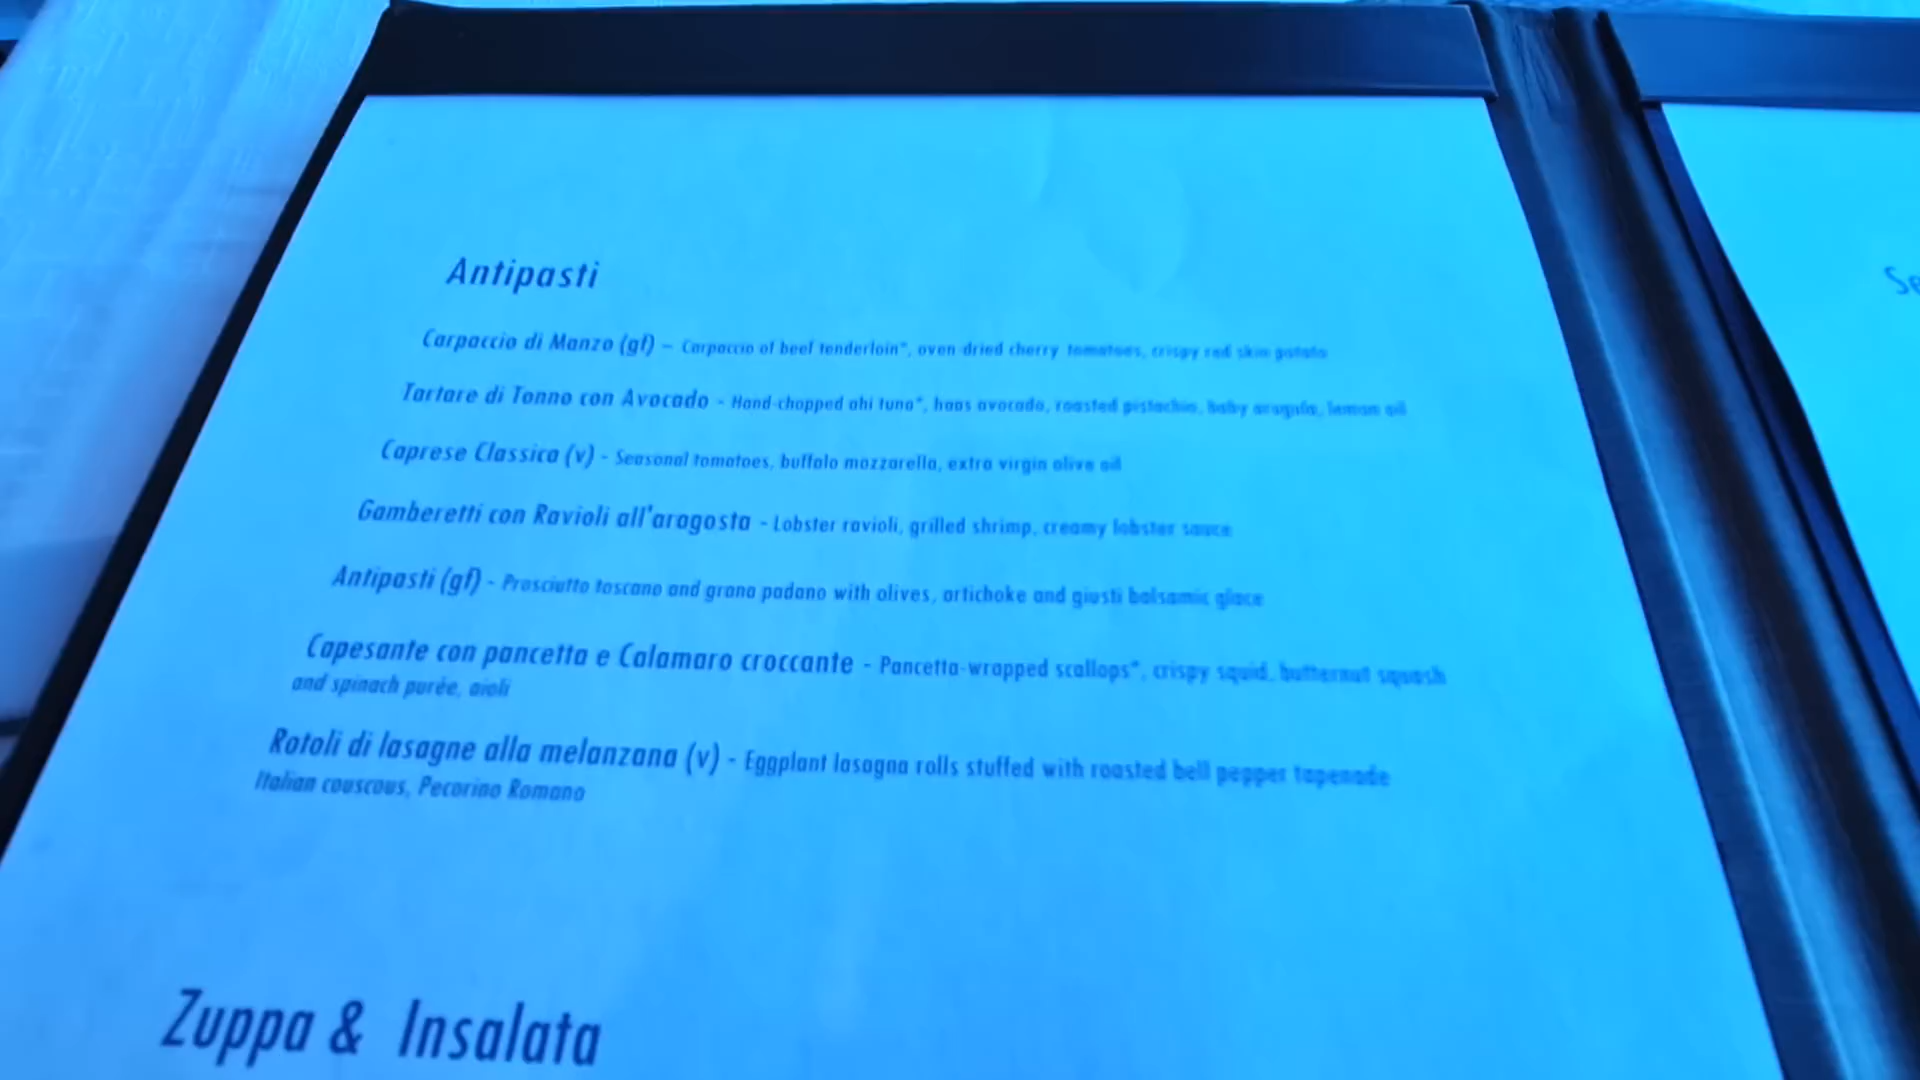 Antipasti
Carpaccio di Manzo (gf) – Carpaccio of beef tenderloin*, oven-dried cherry tomatoes, crispy red skin potato
Tartare di Tonno con Avocado - Hand-chopped ahi tuna*, haas avocado, roasted pistachio, baby arugula, lemon oil
Caprese Classica (v) - Seasonal tomatoes, buffalo mozzarella, extra virgin olive oil
Gamberetti con Ravioli all'aragosta - Lobster ravioli, grilled shrimp, creamy lobster sauce
Antipasti (gf) - Prosciutto toscano and grana padano with olives, artichoke and giusti balsamic glace
Capesante con pancetta e Calamaro croccante - Pancetta-wrapped scallops*, crispy squid, butternut squash
and spinach purée, aioli
Rotoli di lasagne alla melanzana (v) - Eggplant lasagna rolls stuffed with roasted bell pepper tapenade
Italian couscous, Pecorino Romano
Zuppa & Insalata